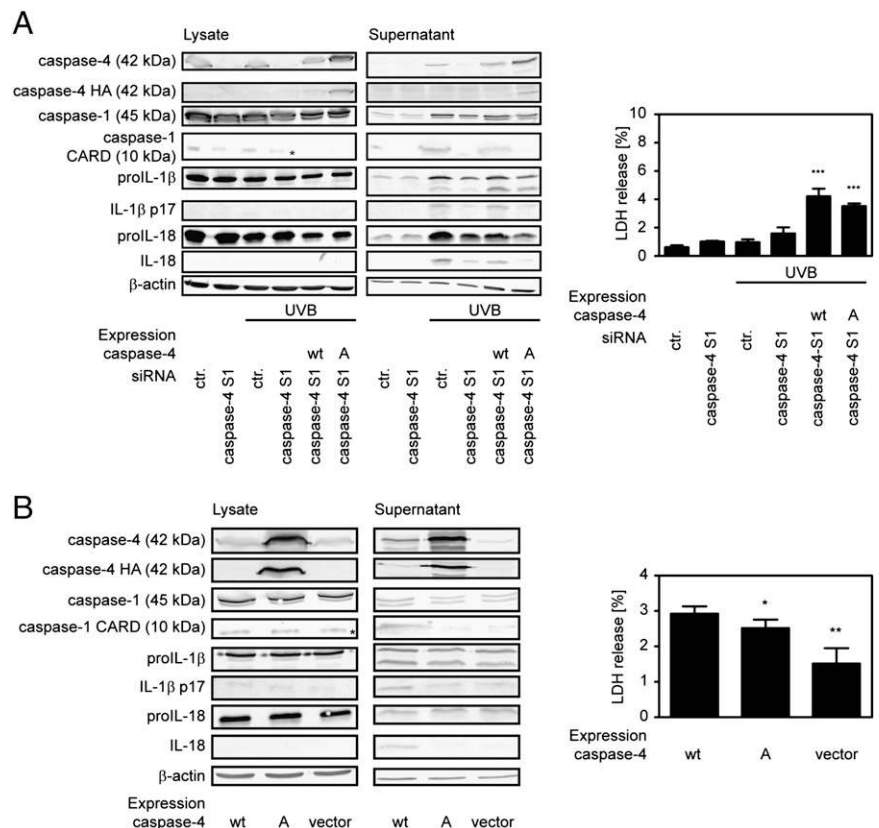 A
Lysate
Supernatant
caspase-4 (42 kDa)
caspase-4 HA (42 kDa)
caspase-1 (45 kDa)
caspase-1
CARD (10 kDa)
*
proIL-1β
IL-1β p17
proIL-18
IL-18
β-actin
UVB
UVB
Expression
caspase-4
wt
A
wt
A
siRNA
ctr.
caspase-4 S1
ctr.
caspase-4 S1
caspase-4 S1
caspase-4 S1
ctr.
caspase-4 S1
ctr.
caspase-4 S1
caspase-4 S1
caspase-4 S1
LDH release [%]
10
8
6
4
2
0
***
***
UVB
Expression
caspase-4
wt
A
siRNA
ctr.
caspase-4 S1
ctr.
caspase-4 S1
caspase-4-S1
caspase-4 S1
B
Lysate
Supernatant
caspase-4 (42 kDa)
caspase-4 HA (42 kDa)
caspase-1 (45 kDa)
caspase-1 CARD (10 kDa)
*
proIL-1β
IL-1β p17
proIL-18
IL-18
β-actin
Expression
caspase-4
wt
A
vector
wt
A
vector
LDH release [%]
4
3
2
1
0
*
**
Expression
caspase-4
wt
A
vector